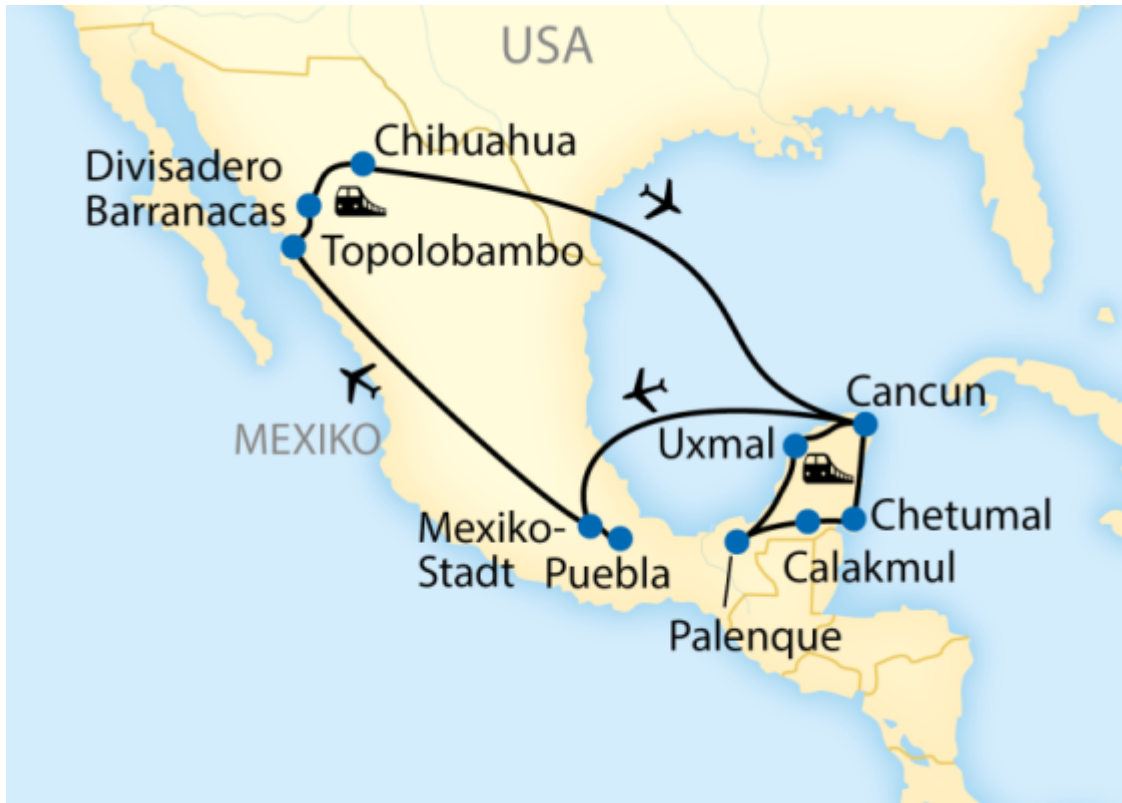 USA
Chihuahua
Divisadero
Barranacas
Topolobambo
Cancun
MEXIKO
Uxmal
Mexiko-
Stadt
Puebla
Chetumal
Calakmul
Palenque